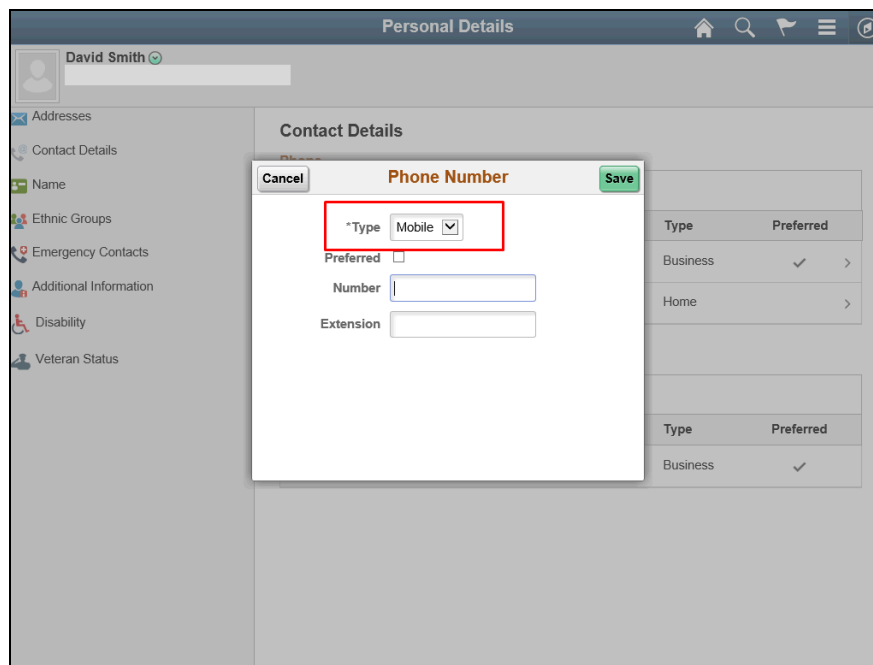 Personal Details
David Smith
Addresses
Contact Details
Name
Ethnic Groups
Emergency Contacts
Additional Information
Disability
Veteran Status
Contact Details
Phone
Cancel
Phone Number
Save
*Type Mobile
Preferred
Number
Extension
Type Preferred
Business
Home
Type Preferred
Business